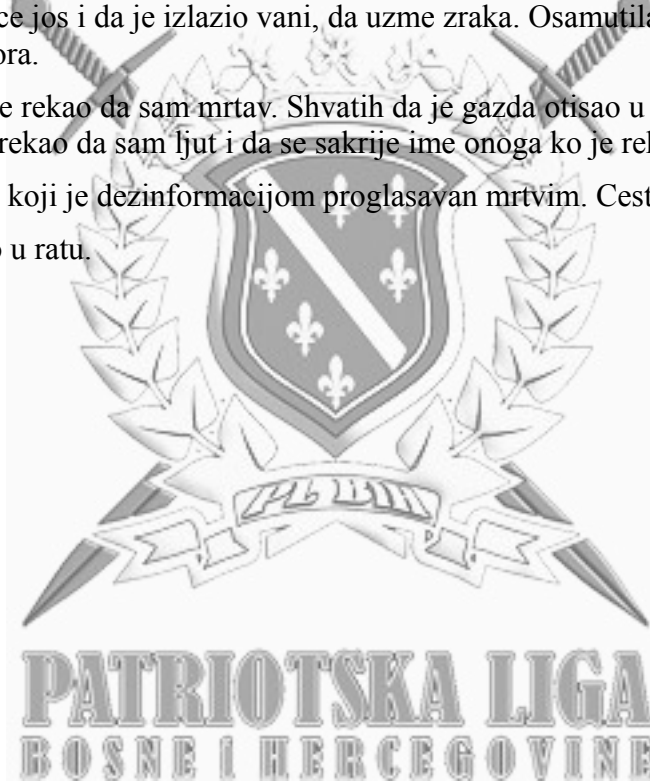 ce jos i da je izlazio vani, da uzme zraka. Osamutila
ora.
e rekao da sam mrtav. Shvatih da je gazda otisao u
rekao da sam ljut i da se sakrije ime onoga ko je rel
koji je dezinformacijom proglasavan mrtvim. Cest
o u ratu.
PL BIH
PATRIOTSKA LIGA
BOSNE I HERCEGOVINE